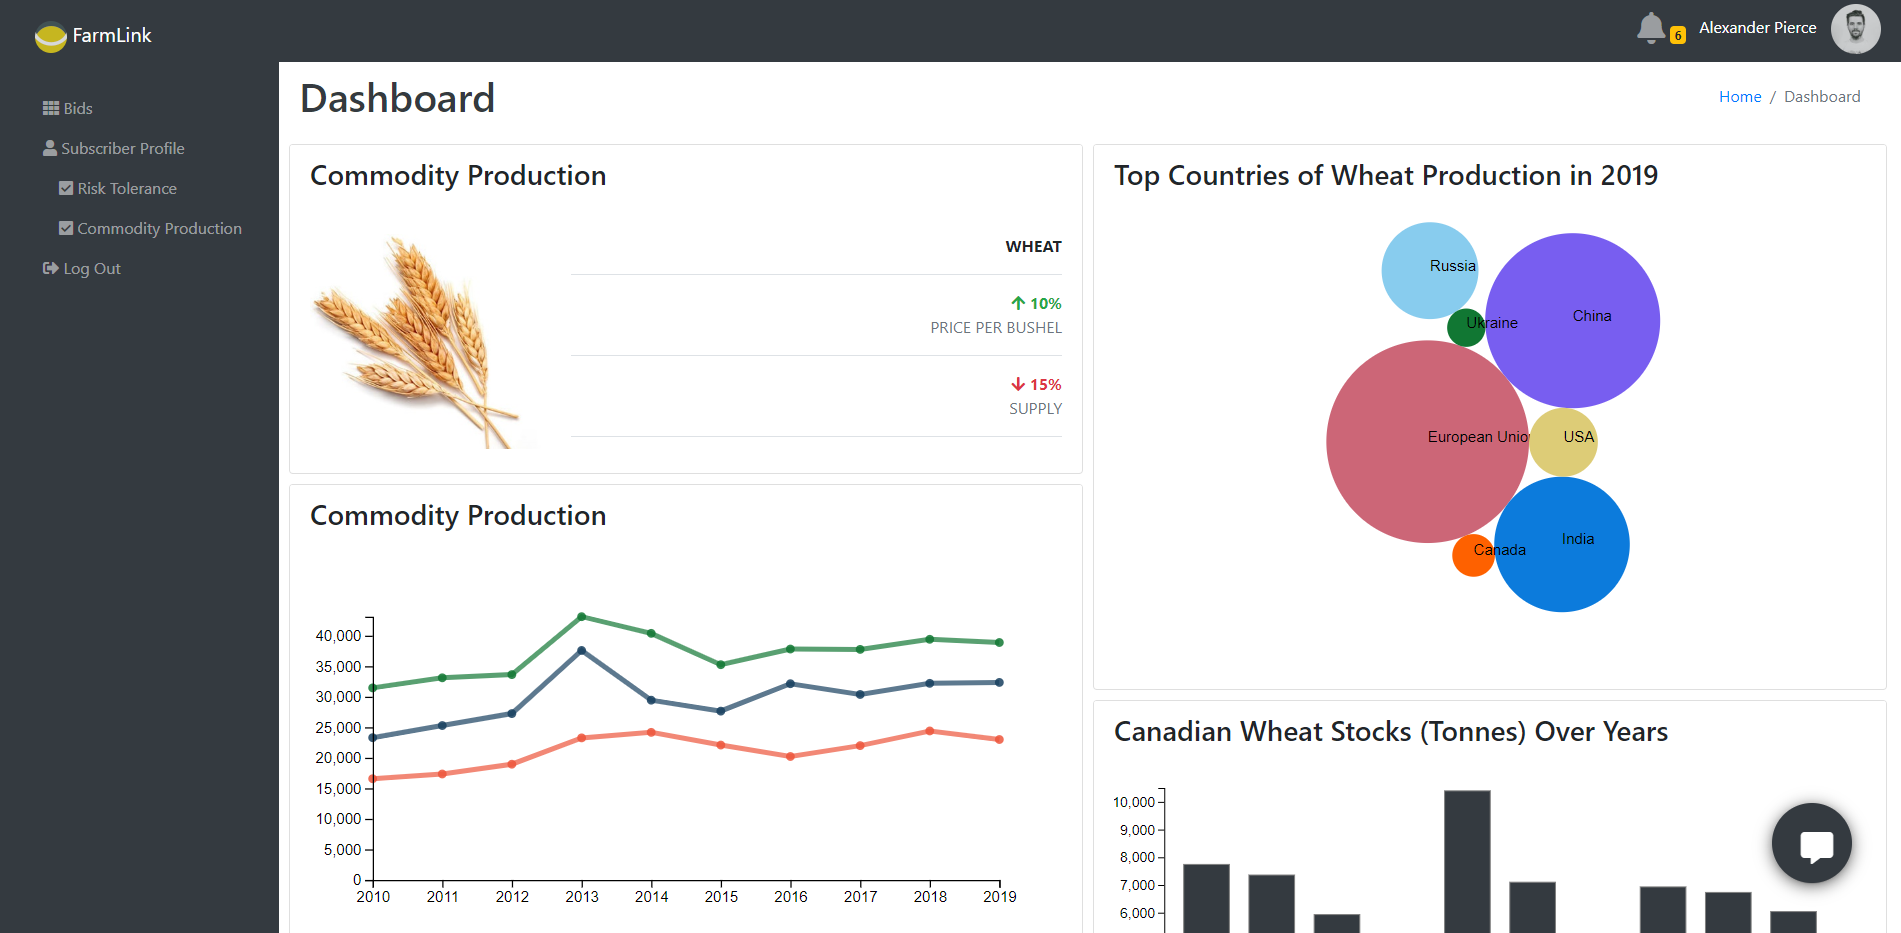 FarmLink
6
Alexander Pierce
Bids
Subscriber Profile
Risk Tolerance
Commodity Production
Log Out
Dashboard
Home / Dashboard
Commodity Production
WHEAT
10%
PRICE PER BUSHEL
15%
SUPPLY
Top Countries of Wheat Production in 2019
Russia
China
Ukraine
European Unio
USA
India
Canada
Commodity Production
40,000
35,000
30,000
25,000
20,000
15,000
10,000
5,000
0
2010 2011 2012 2013 2014 2015 2016 2017 2018 2019
Canadian Wheat Stocks (Tonnes) Over Years
10,000
9,000
8,000
7,000
6,000